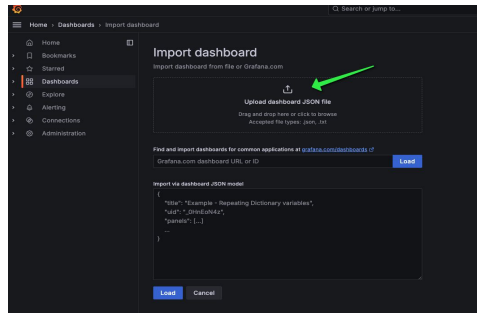 Search or jump to...
Home › Dashboards › Import dashboard
Home
Bookmarks
Starred
Dashboards
Explore
Alerting
Connections
Administration
Import dashboard
Import dashboard from file or Grafana.com
Upload dashboard JSON file
Drag and drop here or click to browse
Accepted file types: .json, .txt
Find and import dashboards for common applications at grafana.com/dashboards
Grafana.com dashboard URL or ID
Load
Import via dashboard JSON model
{
"title": "Example - Repeating Dictionary variables",
"uid": "_0HnEoN4z",
"panels": [...]
...
}
Load Cancel